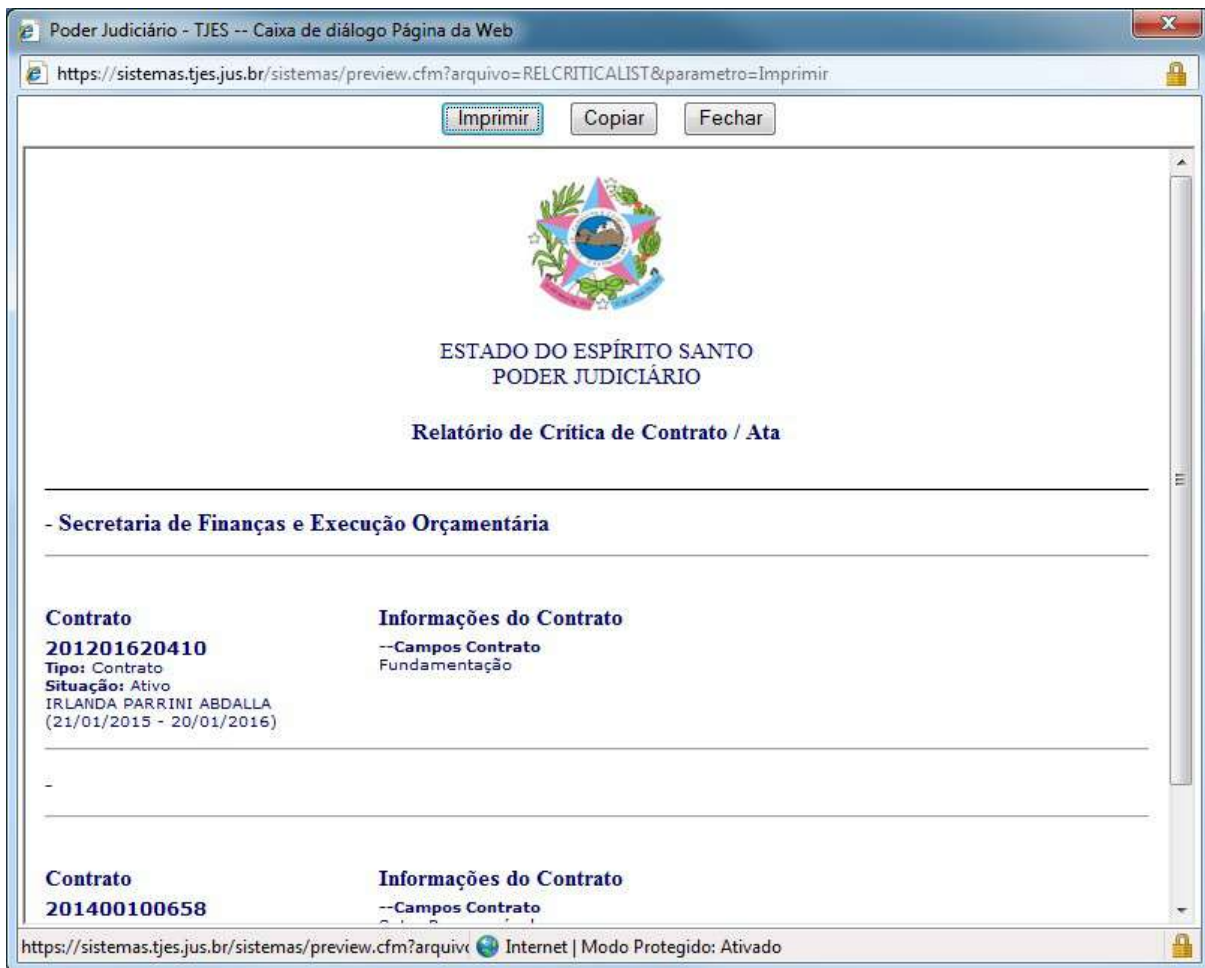 Poder Judiciário - TJES -- Caixa de diálogo Página da Web
https://sistemas.tjes.jus.br/sistemas/preview.cfm?arquivo=RELCRITICALIST&parametro=Imprimir
Imprimir Copiar Fechar
ESTADO DO ESPÍRITO SANTO
PODER JUDICIÁRIO
Relatório de Crítica de Contrato / Ata
- Secretaria de Finanças e Execução Orçamentária
Contrato Informações do Contrato
201201620410 --Campos Contrato
Tipo: Contrato Fundamentação
Situação: Ativo
IRLANDA PARRINI ABDALLA
(21/01/2015 - 20/01/2016)
-
Contrato Informações do Contrato
201400100658 --Campos Contrato
https://sistemas.tjes.jus.br/sistemas/preview.cfm?arquiv Internet | Modo Protegido: Ativado